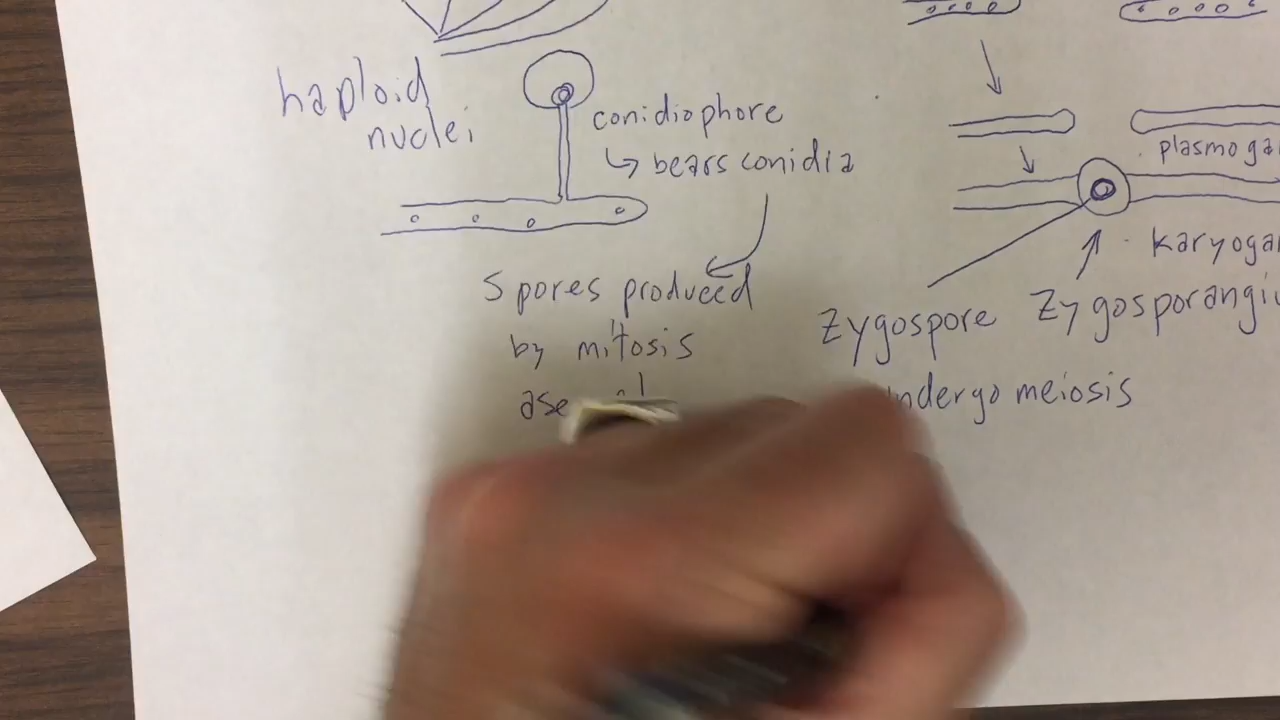 haploid
nuclei
conidiophore
↳ bears conidia
Spores produced
by mitosis
plasmoga
karyoga
Zygospore
Zygosporangi
undergo meiosis